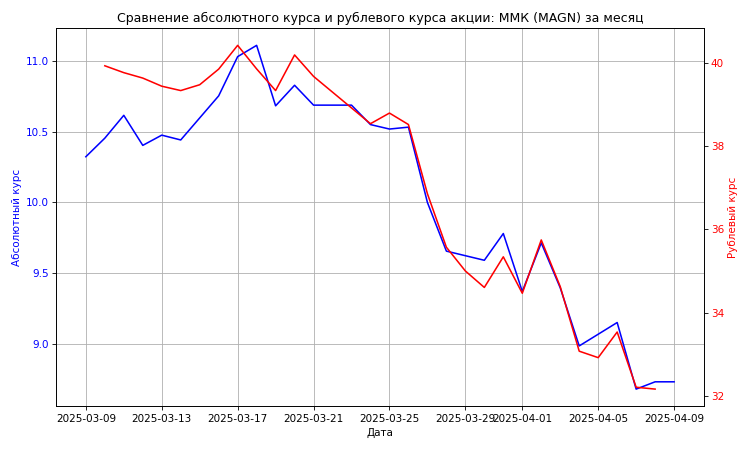 Сравнение абсолютного курса и рублевого курса акции: ММК (MAGN) за месяц
Абсолютный курс
11.0
10.5
10.0
9.5
9.0
40
38
36
34
32
Рублевый курс
2025-03-09 2025-03-13 2025-03-17 2025-03-21 2025-03-25 2025-03-29 2025-04-01 2025-04-05 2025-04-09
Дата